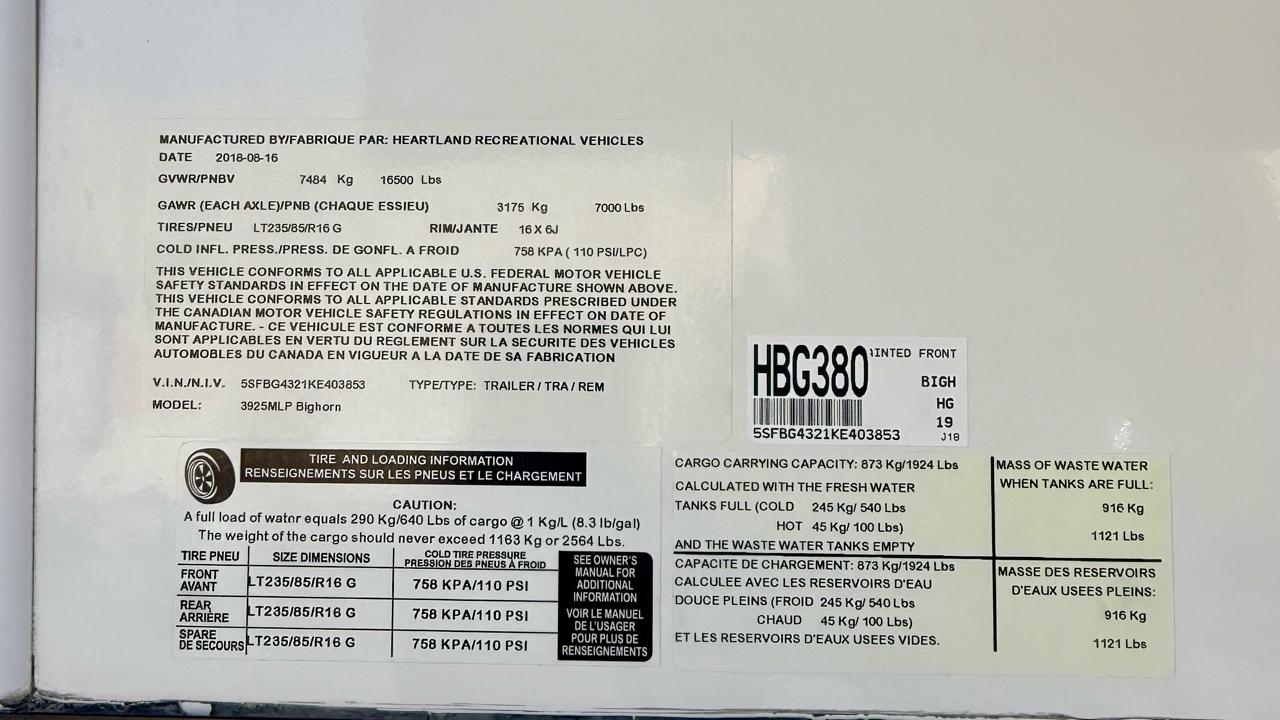 MANUFACTURED BY/FABRIQUE PAR: HEARTLAND RECREATIONAL VEHICLES
DATE 2018-08-16
GVWR/PNBV 7484 Kg 16500 Lbs
GAWR (EACH AXLE)/PNB (CHAQUE ESSIEU) 3175 Kg 7000 Lbs
TIRES/PNEU LT235/85/R16 G RIM/JANTE 16 X 6J
COLD INFL. PRESS./PRESS. DE GONFL. A FROID 758 KPA ( 110 PSI/LPC)
THIS VEHICLE CONFORMS TO ALL APPLICABLE U.S. FEDERAL MOTOR VEHICLE
SAFETY STANDARDS IN EFFECT ON THE DATE OF MANUFACTURE SHOWN ABOVE.
THIS VEHICLE CONFORMS TO ALL APPLICABLE STANDARDS PRESCRIBED UNDER
THE CANADIAN MOTOR VEHICLE SAFETY REGULATIONS IN EFFECT ON DATE OF
MANUFACTURE. - CE VEHICULE EST CONFORME A TOUTES LES NORMES QUI LUI
SONT APPLICABLES EN VERTU DU REGLEMENT SUR LA SECURITE DES VEHICLES
AUTOMOBLES DU CANADA EN VIGUEUR A LA DATE DE SA FABRICATION
V.I.N./N.I.V. 5SFBG4321KE403853 TYPE/TYPE: TRAILER / TRA / REM
MODEL: 3925MLP Bighorn
HBG380 INTED FRONT
BIGH
HG
19
5SFBG4321KE403853 J18
TIRE AND LOADING INFORMATION
RENSEIGNEMENTS SUR LES PNEUS ET LE CHARGEMENT
CAUTION:
A full load of water equals 290 Kg/640 Lbs of cargo @ 1 Kg/L (8.3 lb/gal)
The weight of the cargo should never exceed 1163 Kg or 2564 Lbs.
TIRE PNEU SIZE DIMENSIONS COLD TIRE PRESSURE
PRESSION DES PNEUS À FROID
FRONT
AVANT LT235/85/R16 G 758 KPA/110 PSI
REAR
ARRIÈRE LT235/85/R16 G 758 KPA/110 PSI
SPARE
DE SECOURS LT235/85/R16 G 758 KPA/110 PSI
SEE OWNER'S
MANUAL FOR
ADDITIONAL
INFORMATION
VOIR LE MANUEL
DE L'USAGER
POUR PLUS DE
RENSEIGNEMENTS
CARGO CARRYING CAPACITY: 873 Kg/1924 Lbs
CALCULATED WITH THE FRESH WATER
TANKS FULL (COLD 245 Kg/ 540 Lbs
HOT 45 Kg/ 100 Lbs)
AND THE WASTE WATER TANKS EMPTY
MASS OF WASTE WATER
WHEN TANKS ARE FULL:
916 Kg
1121 Lbs
CAPACITE DE CHARGEMENT: 873 Kg/1924 Lbs
CALCULEE AVEC LES RESERVOIRS D'EAU
DOUCE PLEINS (FROID 245 Kg/ 540 Lbs
CHAUD 45 Kg/ 100 Lbs)
ET LES RESERVOIRS D'EAUX USEES VIDES.
MASSE DES RESERVOIRS
D'EAUX USEES PLEINS:
916 Kg
1121 Lbs